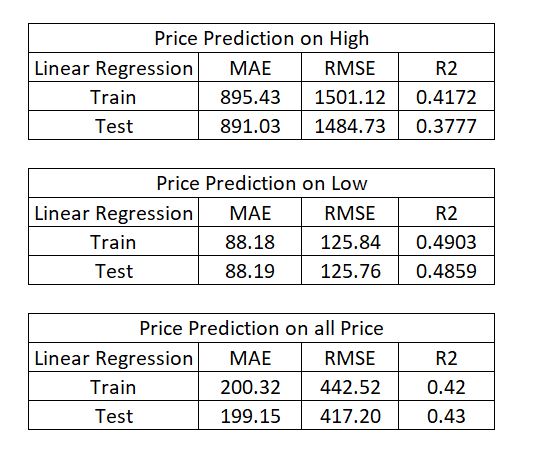 Price Prediction on High
Linear Regression MAE RMSE R2
Train 895.43 1501.12 0.4172
Test 891.03 1484.73 0.3777
Price Prediction on Low
Linear Regression MAE RMSE R2
Train 88.18 125.84 0.4903
Test 88.19 125.76 0.4859
Price Prediction on all Price
Linear Regression MAE RMSE R2
Train 200.32 442.52 0.42
Test 199.15 417.20 0.43